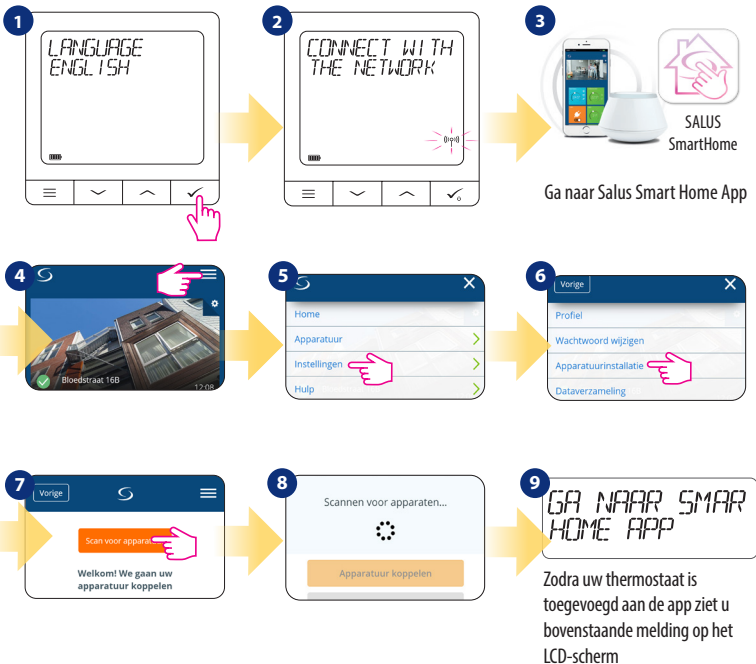 1
LANGUAGE
ENGLISH
2
CONNECT WITH
THE NETWORK
3
SALUS
SmartHome
Ga naar Salus Smart Home App
4
Bloedstraat 16B
12:08
5
Home
Apparatuur
Instellingen
Hulp
6
Vorige
Profiel
Wachtwoord wijzigen
Apparatuurinstallatie
Dataverzameling
7
Vorige
Scan voor appara
Welkom! We gaan uw
apparatuur koppelen
8
Scannen voor apparaten...
Apparatuur koppelen
9
GA NAAR SMAR
HOME APP
Zodra uw thermostaat is
toegevoegd aan de app ziet u
bovenstaande melding op het
LCD-scherm